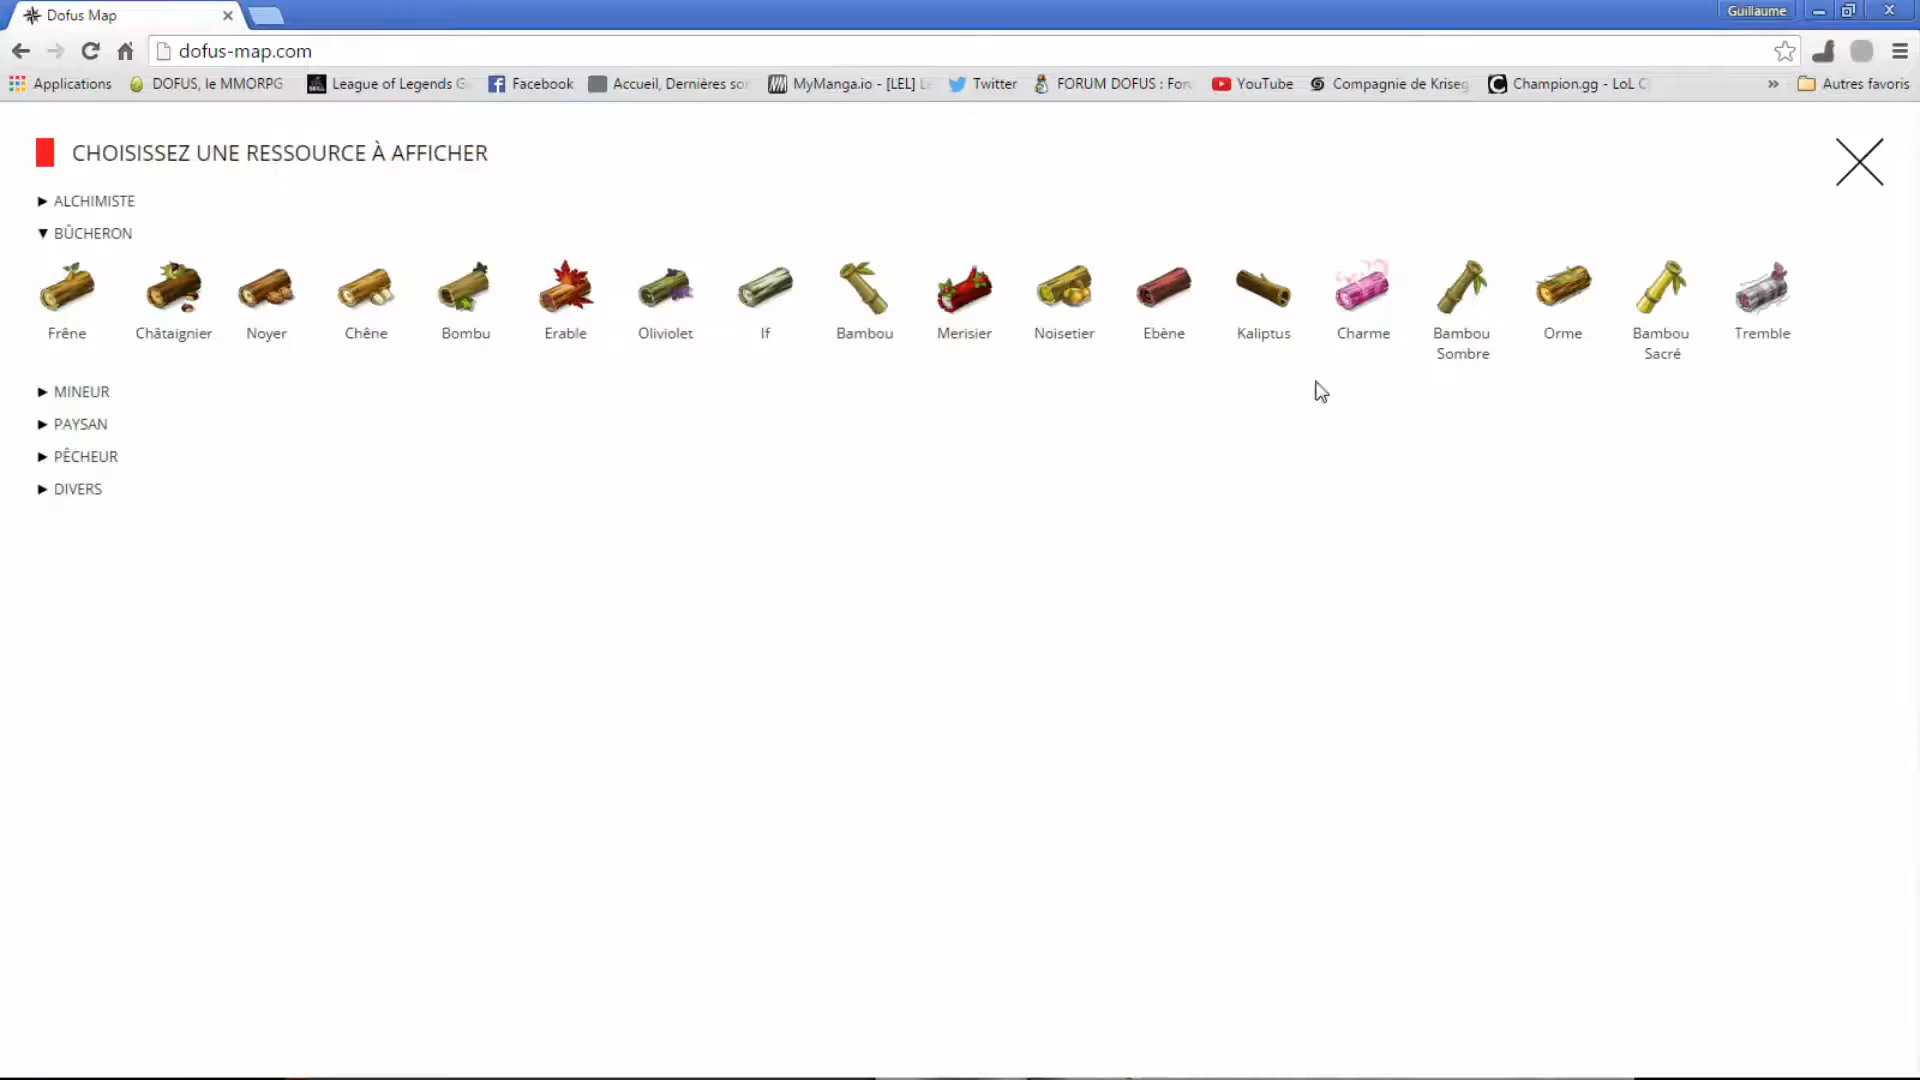 Dofus Map
Guillaume
dofus-map.com
Applications DOFUS, le MMORPG League of Legends G Facebook Accueil, Dernières sor MyManga.io - [LEL] Le Twitter FORUM DOFUS : For YouTube Compagnie de Kriseg Champion.gg - LoL C » Autres favoris
CHOISISSEZ UNE RESSOURCE À AFFICHER
► ALCHIMISTE
▼ BÛCHERON
Frêne Châtaignier Noyer Chêne Bombu Erable Oliviolet If Bambou Merisier Noisetier Ebène Kaliptus Charme Bambou Sombre Orme Bambou Sacré Tremble
► MINEUR
► PAYSAN
► PÊCHEUR
► DIVERS